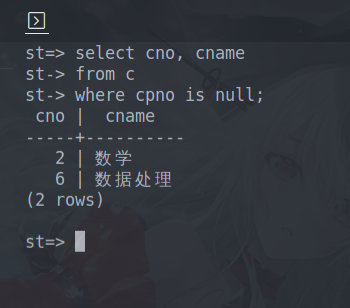 st=> select cno, cname
st-> from c
st-> where cpno is null;
 cno |  cname
-----+----------
   2 | 数学
   6 | 数据处理
(2 rows)
st=>